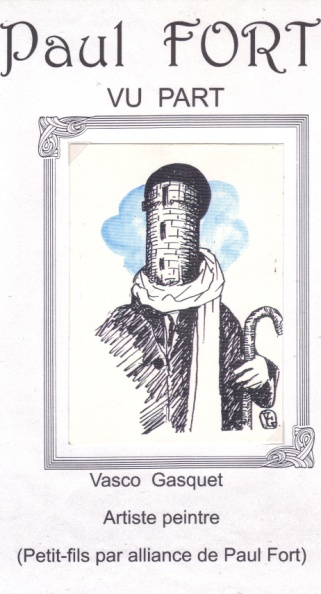 Paul FORT
VU PART
Vasco Gasquet
Artiste peintre
(Petit-fils par alliance de Paul Fort)